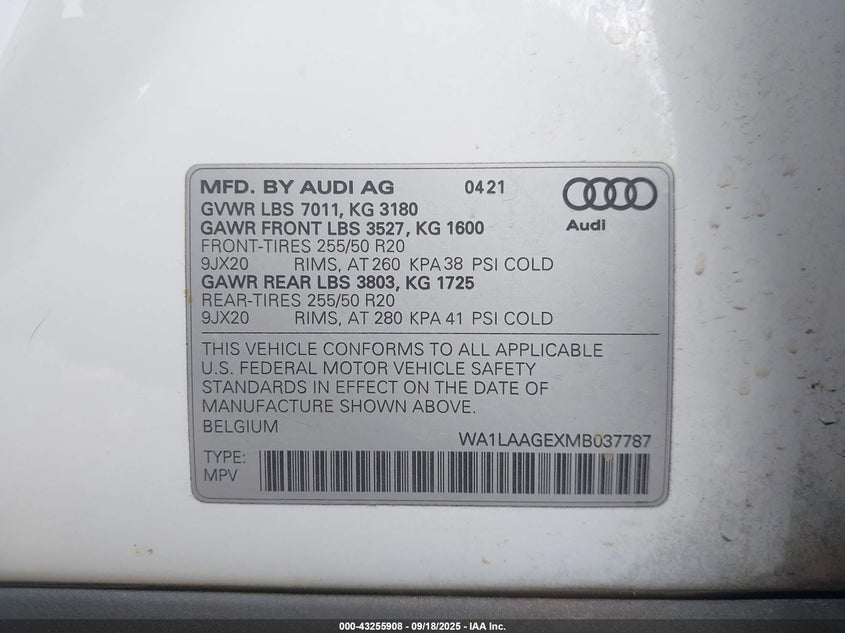 MFD. BY AUDI AG 0421
GVWR LBS 7011, KG 3180
GAWR FRONT LBS 3527, KG 1600
FRONT-TIRES 255/50 R20
9JX20 RIMS, AT 260 KPA 38 PSI COLD
GAWR REAR LBS 3803, KG 1725
REAR-TIRES 255/50 R20
9JX20 RIMS, AT 280 KPA 41 PSI COLD
Audi
THIS VEHICLE CONFORMS TO ALL APPLICABLE
U.S. FEDERAL MOTOR VEHICLE SAFETY
STANDARDS IN EFFECT ON THE DATE OF
MANUFACTURE SHOWN ABOVE.
BELGIUM
WA1LAAGEXMB037787
TYPE:
MPV
000-43255908 - 09/18/2025 - IAA Inc.